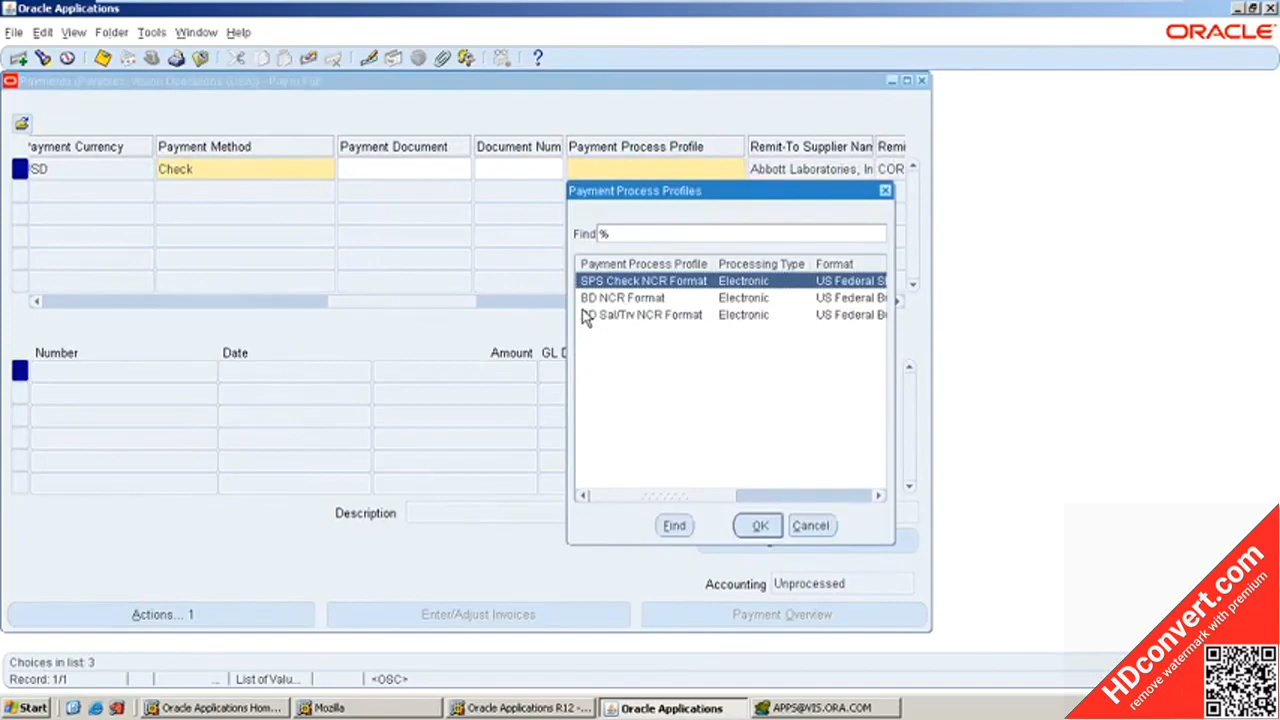 Oracle Applications
File Edit View Folder Tools Window Help
ORACLE
ayment Currency Payment Method Payment Document Document Num Payment Process Profile Remit-To Supplier Nam Remi
SD Check Abbott Laboratories, In COR
Payment Process Profiles
Find %
Payment Process Profile Processing Type Format
SPS Check NCR Format Electronic US Federal S
BD NCR Format Electronic US Federal B
D Sal/Trv NCR Format Electronic US Federal B
Number Date Amount GL D
Description
Find OK Cancel
Accounting Unprocessed
Actions... 1 Enter/Adjust Invoices Payment Overview
Choices in list: 3
Record: 1/1 ... List of Valu... <OSC>
Start Oracle Applications Hom... Mozilla Oracle Applications R12 -... Oracle Applications APPS@VIS.ORA.COM
HDconvert.com
remove watermark with premium